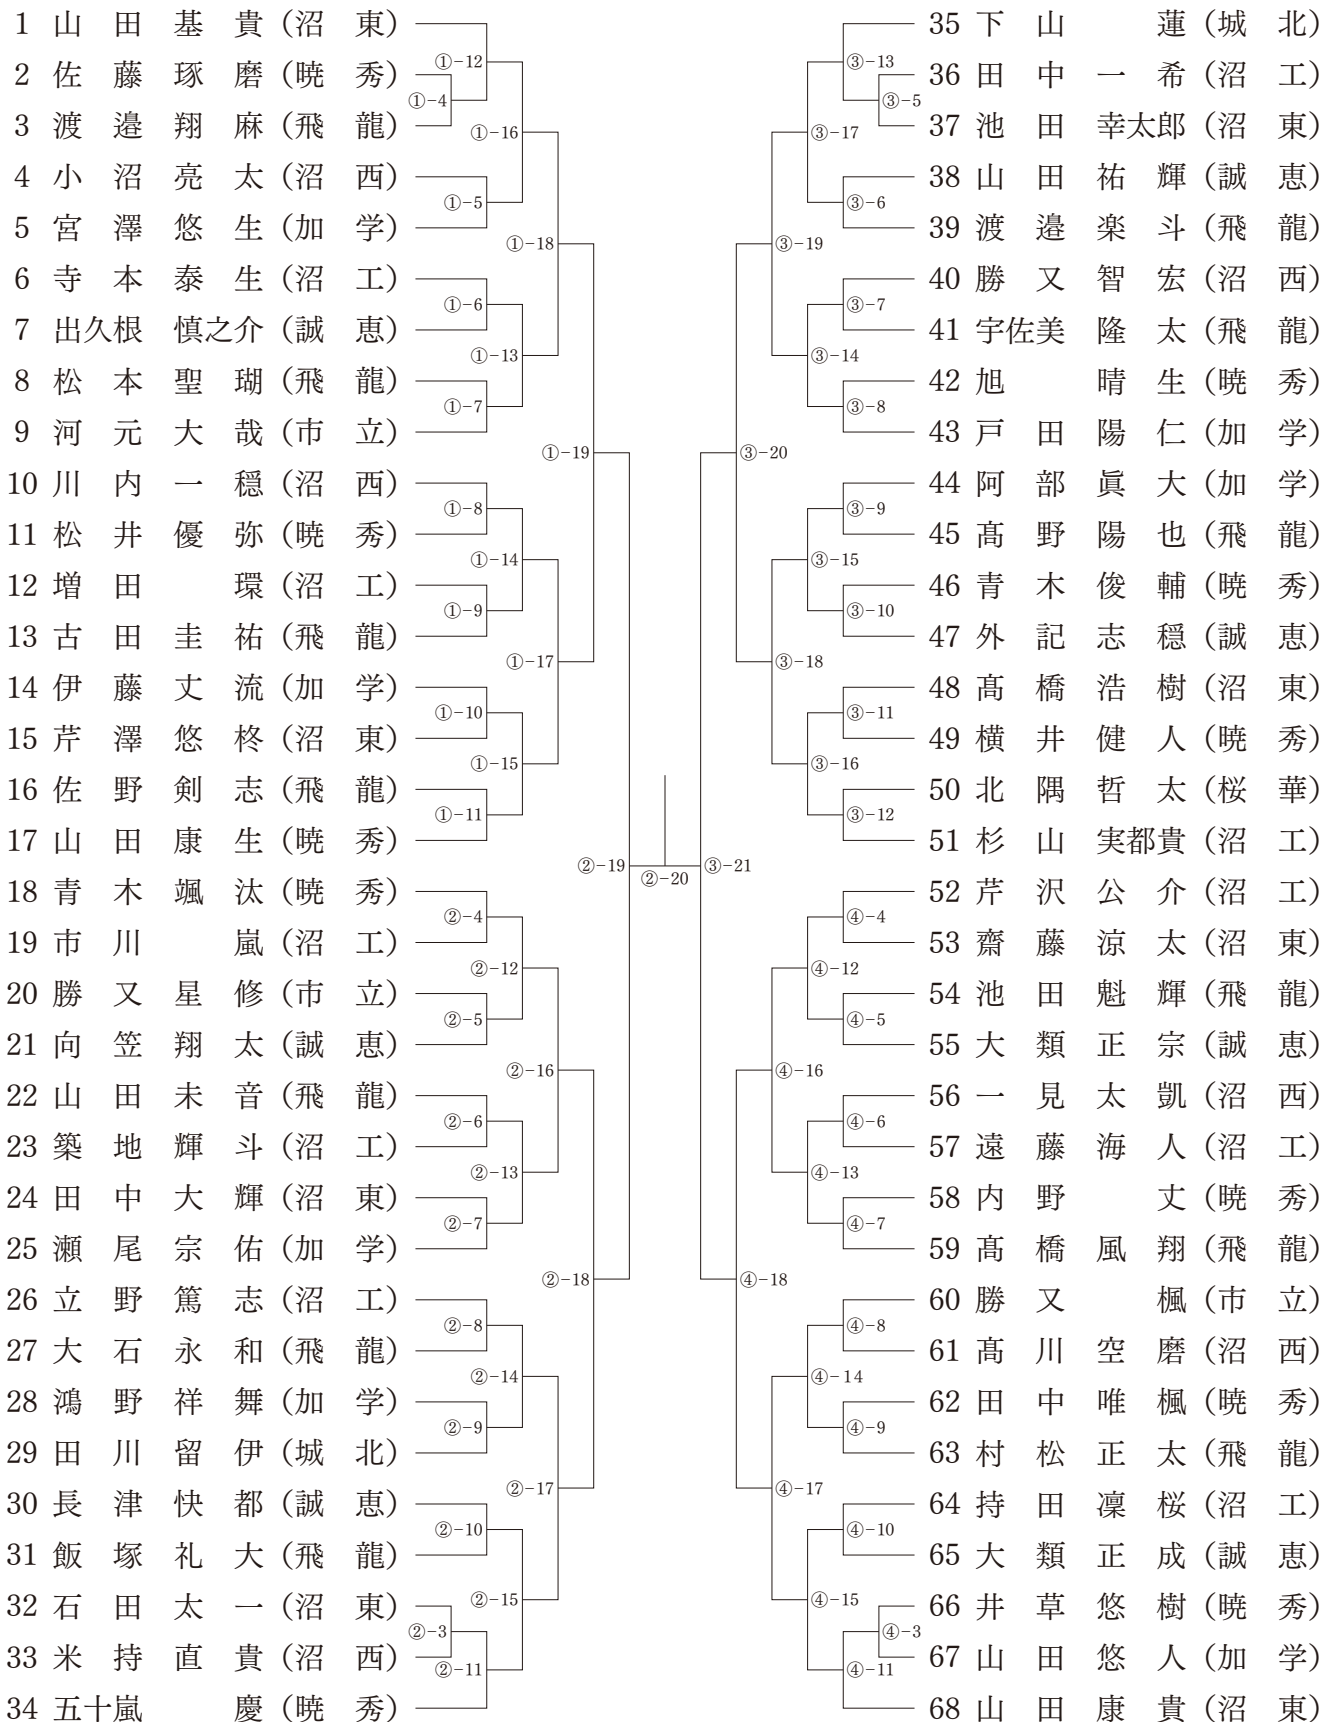 1 山田基貴（沼東）
2 佐藤琢磨（暁秀）
3 渡邉翔麻（飛龍）
4 小沼亮太（沼西）
5 宮澤悠生（加学）
6 寺本泰生（沼工）
7 出久根慎之介（誠恵）
8 松本聖瑚（飛龍）
9 河元大哉（市立）
10 川内一穏（沼西）
11 松井優弥（暁秀）
12 増田環（沼工）
13 古田圭祐（飛龍）
14 伊藤丈流（加学）
15 芹澤悠柊（沼東）
16 佐野剣志（飛龍）
17 山田康生（暁秀）
18 青木颯汰（暁秀）
19 市川嵐（沼工）
20 勝又星修（市立）
21 向笠翔太（誠恵）
22 山田未音（飛龍）
23 築地輝斗（沼工）
24 田中大輝（沼東）
25 瀬尾宗佑（加学）
26 立野篤志（沼工）
27 大石永和（飛龍）
28 鴻野祥舞（加学）
29 田川留伊（城北）
30 長津快都（誠恵）
31 飯塚礼大（飛龍）
32 石田太一（沼東）
33 米持直貴（沼西）
34 五十嵐慶（暁秀）
①-12
①-4
①-16
①-5
①-18
①-6
①-13
①-7
①-19
①-8
①-14
①-9
①-17
①-10
①-15
①-11
②-19
②-20
②-4
②-12
②-5
②-16
②-6
②-13
②-7
②-18
②-8
②-14
②-9
②-17
②-10
②-15
②-3
②-11
③-13
③-5
③-17
③-6
③-19
③-7
③-14
③-8
③-20
③-9
③-15
③-10
③-18
③-11
③-16
③-12
③-21
④-4
④-12
④-5
④-16
④-6
④-13
④-7
④-18
④-8
④-14
④-9
④-17
④-10
④-15
④-3
④-11
35 下山蓮（城北）
36 田中一希（沼工）
37 池田幸太郎（沼東）
38 山田祐輝（誠恵）
39 渡邉楽斗（飛龍）
40 勝又智宏（沼西）
41 宇佐美隆太（飛龍）
42 旭晴生（暁秀）
43 戸田陽仁（加学）
44 阿部眞大（加学）
45 髙野陽也（飛龍）
46 青木俊輔（暁秀）
47 外記志穏（誠恵）
48 髙橋浩樹（沼東）
49 横井健人（暁秀）
50 北隅哲太（桜華）
51 杉山実都貴（沼工）
52 芹沢公介（沼工）
53 齋藤涼太（沼東）
54 池田魁輝（飛龍）
55 大類正宗（誠恵）
56 一見太凱（沼西）
57 遠藤海人（沼工）
58 内野丈（暁秀）
59 髙橋風翔（飛龍）
60 勝又楓（市立）
61 髙川空磨（沼西）
62 田中唯楓（暁秀）
63 村松正太（飛龍）
64 持田凜桜（沼工）
65 大類正成（誠恵）
66 井草悠樹（暁秀）
67 山田悠人（加学）
68 山田康貴（沼東）